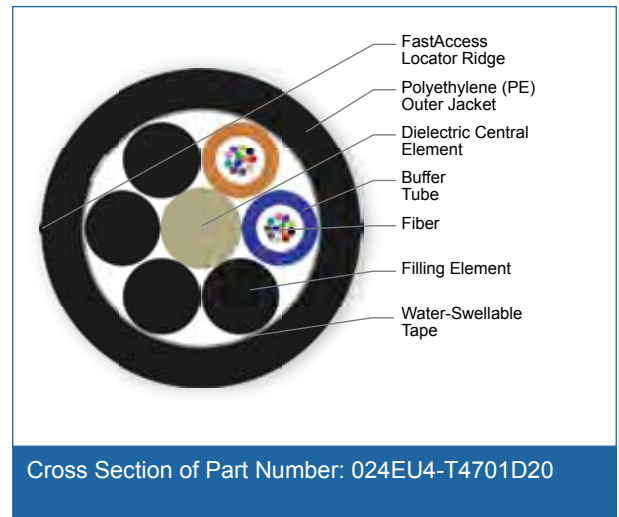 FastAccess
Locator Ridge
Polyethylene (PE)
Outer Jacket
Dielectric Central
Element
Buffer
Tube
Fiber
Filling Element
Water-Swellable
Tape
Cross Section of Part Number: 024EU4-T4701D20